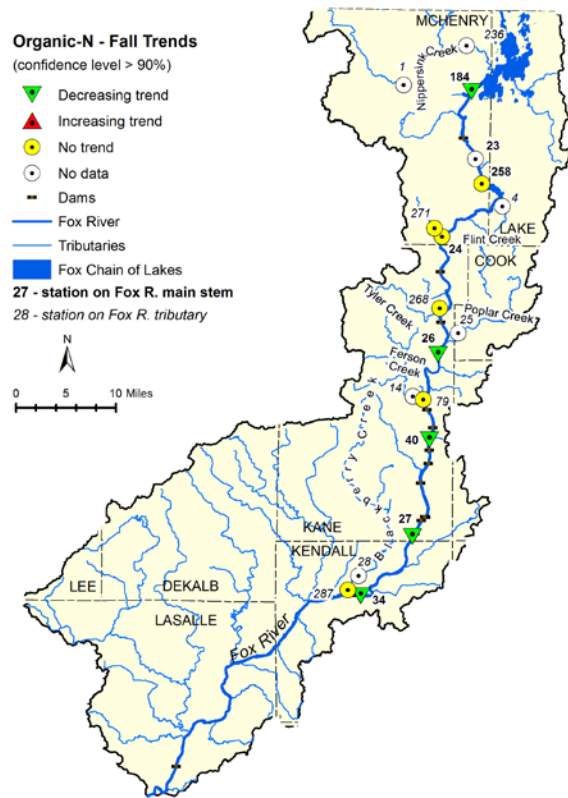 Organic-N - Fall Trends
(confidence level > 90%)
Decreasing trend
Increasing trend
No trend
No data
Dams
Fox River
Tributaries
Fox Chain of Lakes
27 - station on Fox R. main stem
28 - station on Fox R. tributary
N
0 5 10 Miles
MCHENRY
236
Nippersink Creek
1
184
23
258
4
271
LAKE
24
Flint Creek
COOK
268
Tyler Creek
Poplar Creek
25
26
Ferson
Creek
14
79
40
Blackberry Creek
27
KANE
KENDALL
28
LEE
DEKALB
287
34
LASALLE
Fox River